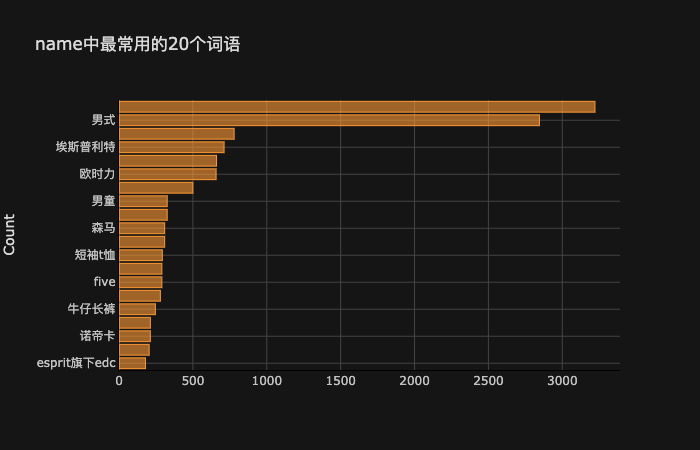 name中最常用的20个词语
Count
男式
埃斯普利特
欧时力
男童
森马
短袖t恤
five
牛仔长裤
诺帝卡
esprit旗下edc
0 500 1000 1500 2000 2500 3000